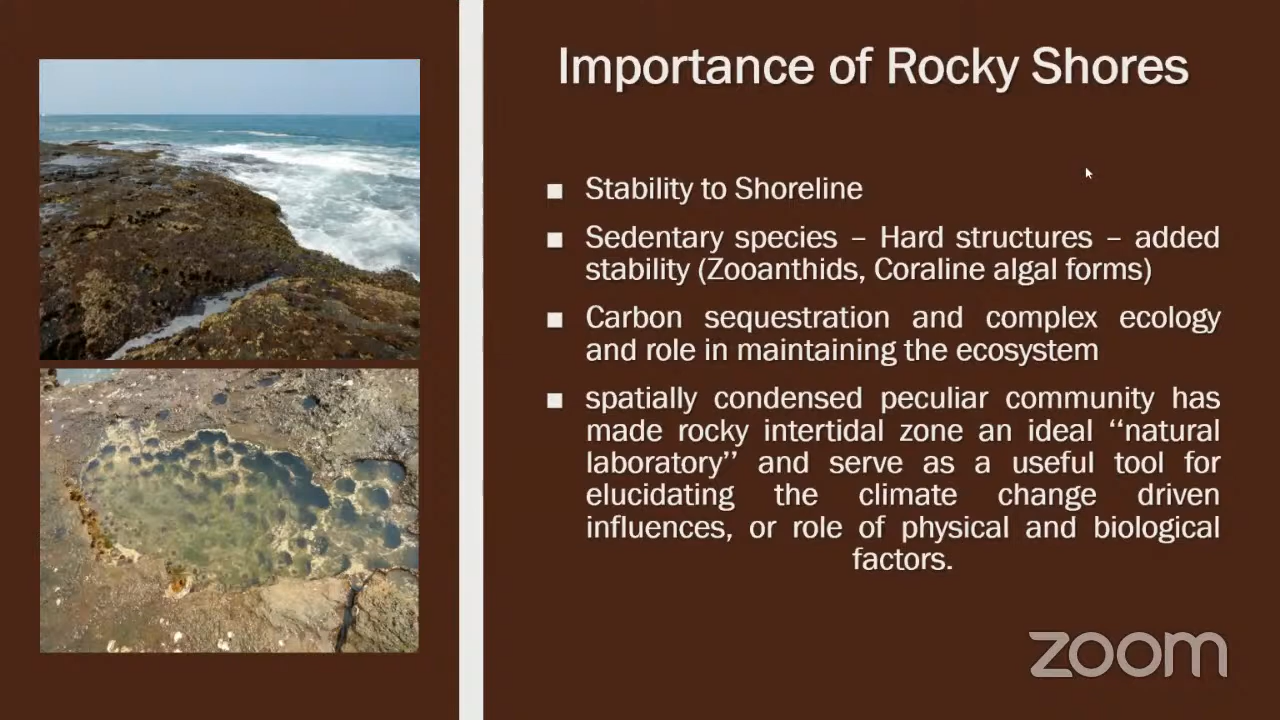 Importance of Rocky Shores
■ Stability to Shoreline
■ Sedentary species – Hard structures – added
stability (Zooanthids, Coraline algal forms)
■ Carbon sequestration and complex ecology
and role in maintaining the ecosystem
■ spatially condensed peculiar community has
made rocky intertidal zone an ideal ‘‘natural
laboratory’’ and serve as a useful tool for
elucidating the climate change driven
influences, or role of physical and biological
factors.
zoom